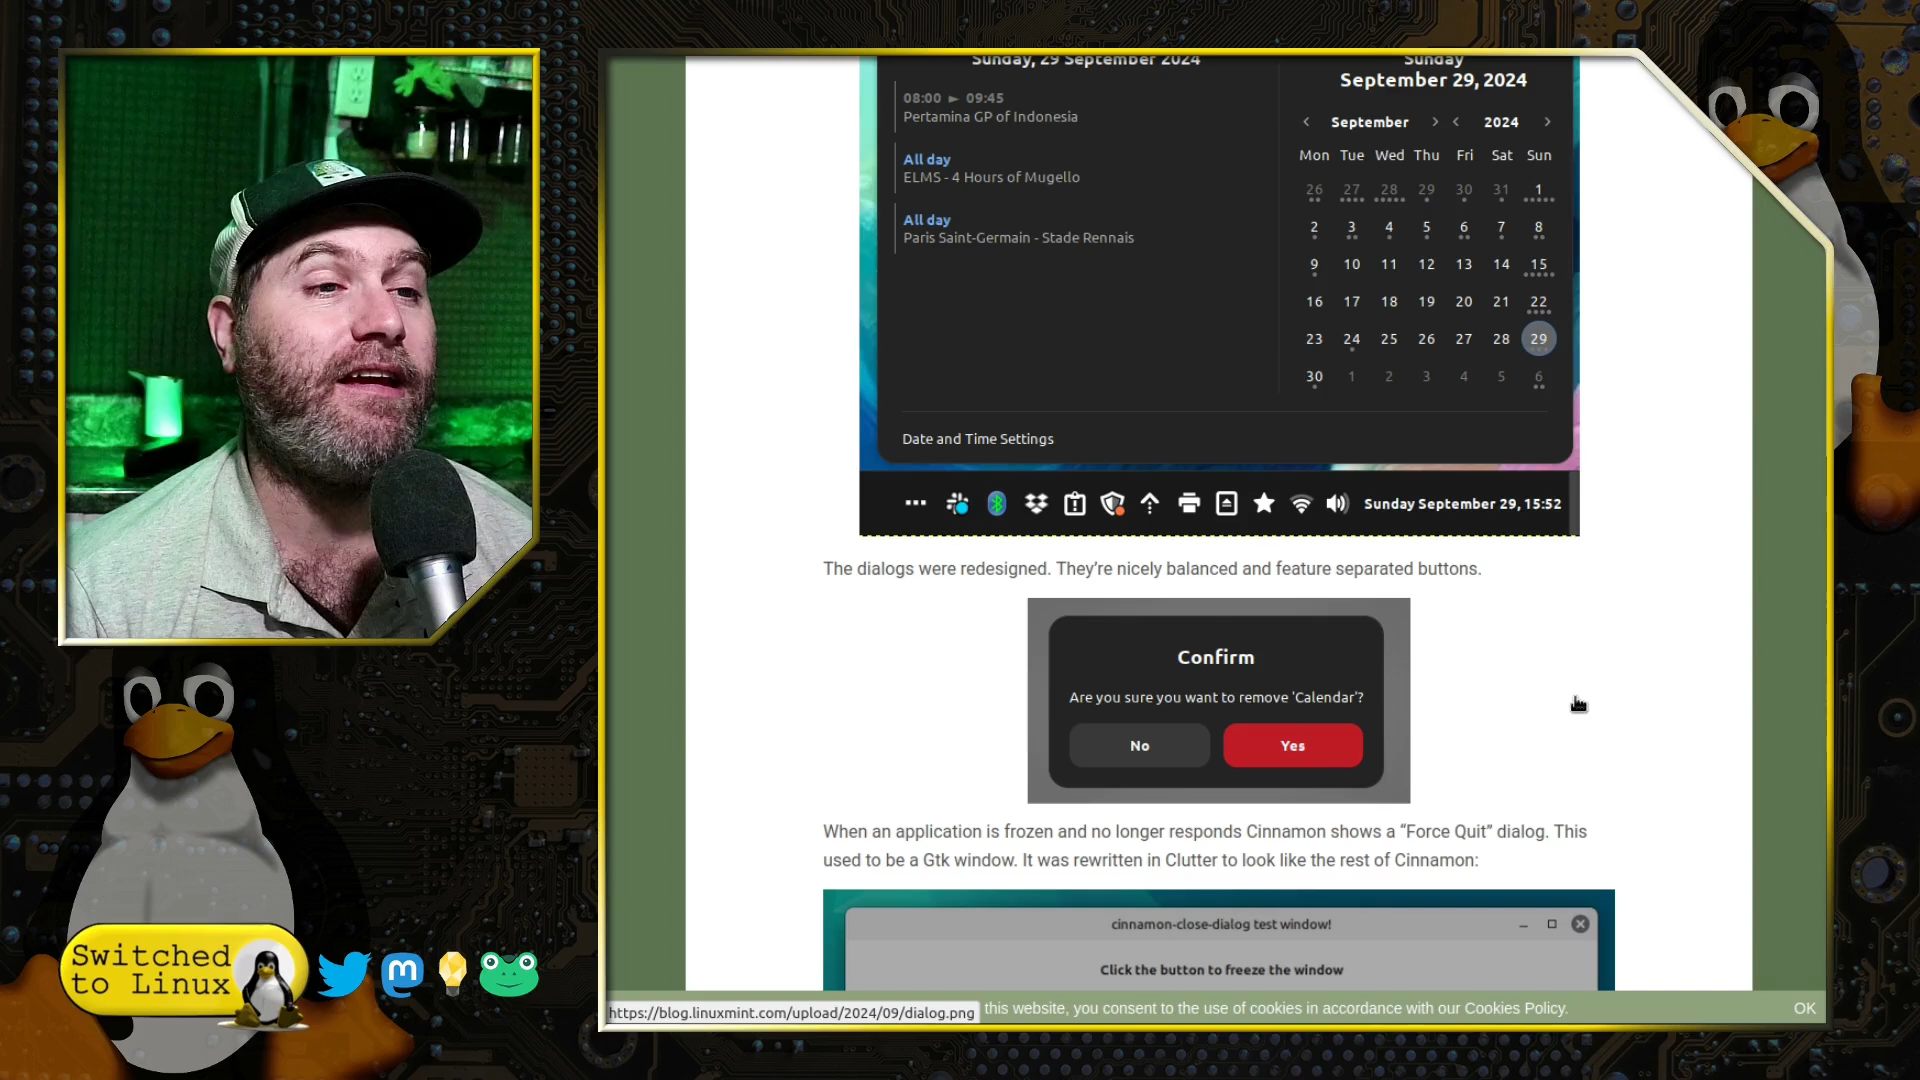 Sunday, 29 September 2024
08:00 ► 09:45
Pertamina GP of Indonesia
All day
ELMS - 4 Hours of Mugello
All day
Paris Saint-Germain - Stade Rennais
Sunday
September 29, 2024
‹ September › ‹ 2024 ›
Mon Tue Wed Thu Fri Sat Sun
26 27 28 29 30 31 1
2 3 4 5 6 7 8
9 10 11 12 13 14 15
16 17 18 19 20 21 22
23 24 25 26 27 28 29
30 1 2 3 4 5 6
Date and Time Settings
Sunday September 29, 15:52
The dialogs were redesigned. They’re nicely balanced and feature separated buttons.
Confirm
Are you sure you want to remove 'Calendar'?
No Yes
When an application is frozen and no longer responds Cinnamon shows a “Force Quit” dialog. This
used to be a Gtk window. It was rewritten in Clutter to look like the rest of Cinnamon:
cinnamon-close-dialog test window!
Click the button to freeze the window
https://blog.linuxmint.com/upload/2024/09/dialog.png
this website, you consent to the use of cookies in accordance with our Cookies Policy.
OK
Switched
to Linux